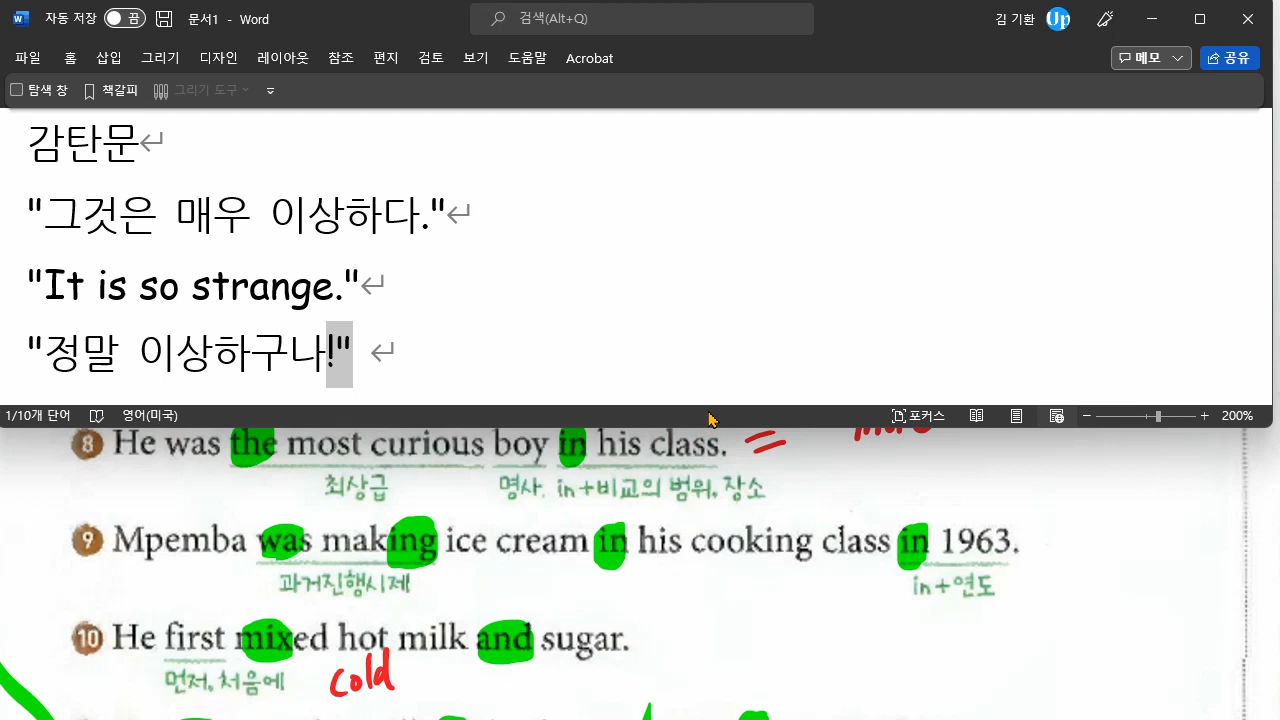 자동 저장 끔 문서1 - Word 검색(Alt+Q) 김 기환 Up
파일 홈 삽입 그리기 디자인 레이아웃 참조 편지 검토 보기 도움말 Acrobat 메모 공유
탐색 창 책갈피 그리기 도구
감탄문
"그것은 매우 이상하다."
"It is so strange."
"정말 이상하구나!"
1/10개 단어 영어(미국) 포커스 200%
8 He was the most curious boy in his class. =
최상급 명사. in+비교의 범위, 장소
9 Mpemba was making ice cream in his cooking class in 1963.
과거진행시제 in+연도
10 He first mixed hot milk and sugar.
먼저, 처음에 cold